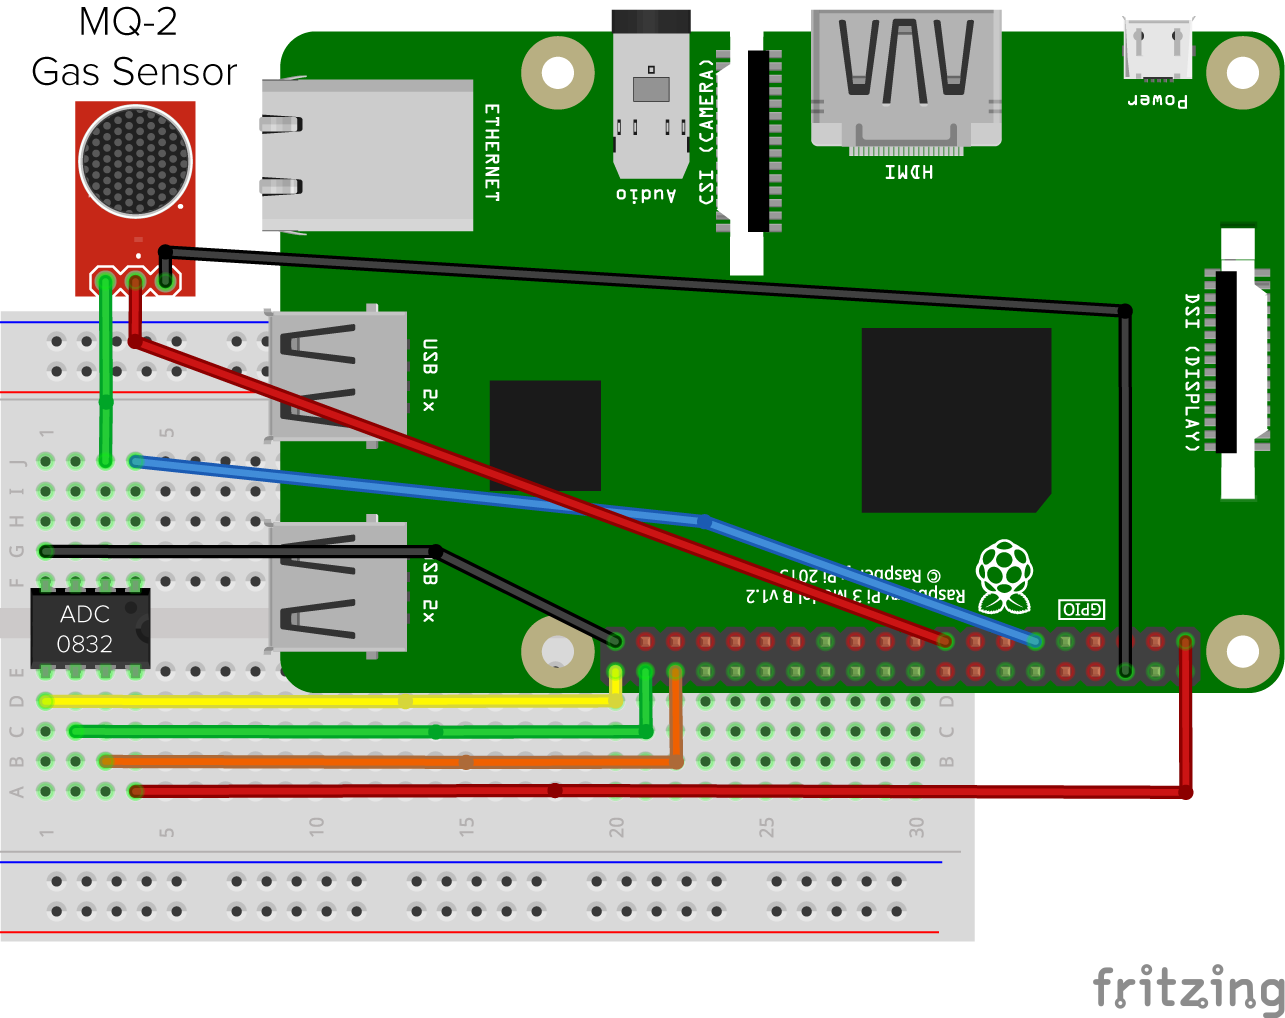 MQ-2
Gas Sensor
ETHERNET
Audio
CSI (CAMERA)
HDMI
Power
DSI (DISPLAY)
USB 2x
USB 2x
© Raspberry Pi 2015
Raspberry Pi 3 Model B v1.2
GPIO
1
5
J
I
H
G
F
ADC
0832
E
D
D
C
C
B
B
A
1
5
10
15
20
25
30
fritzing